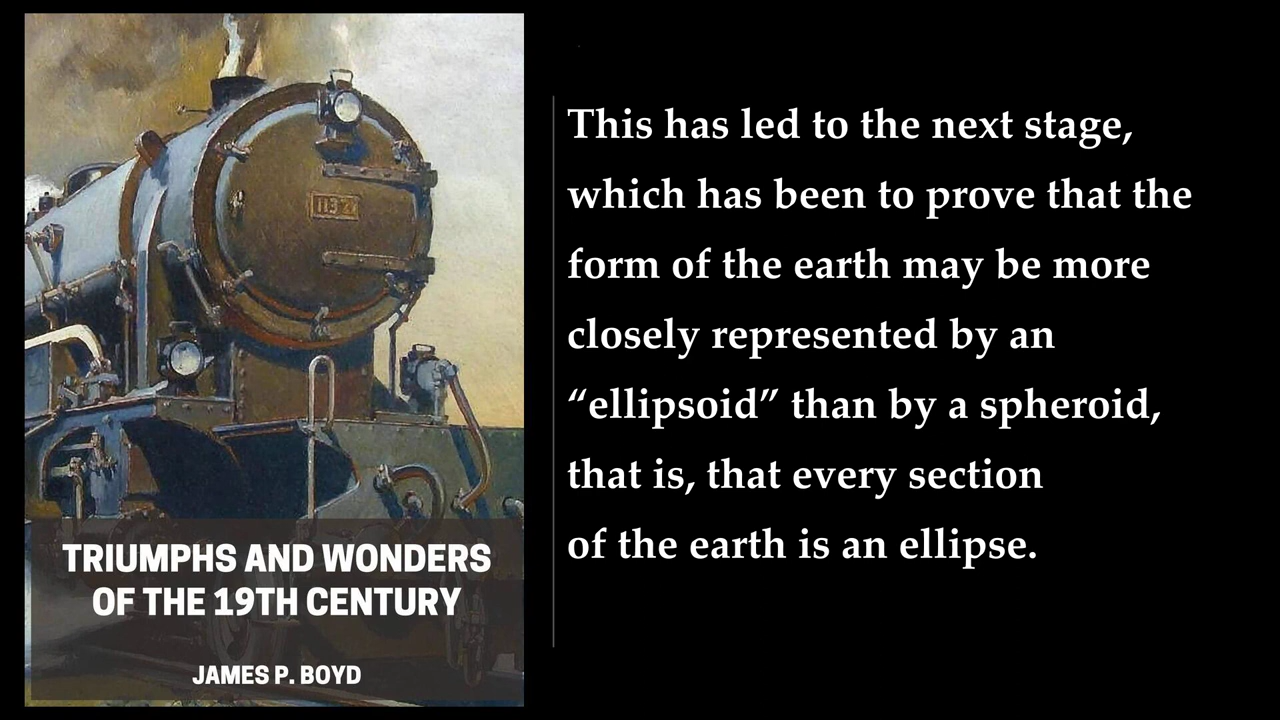 This has led to the next stage,
which has been to prove that the
form of the earth may be more
closely represented by an
“ellipsoid” than by a spheroid,
that is, that every section
of the earth is an ellipse.
TRIUMPHS AND WONDERS
OF THE 19TH CENTURY
JAMES P. BOYD